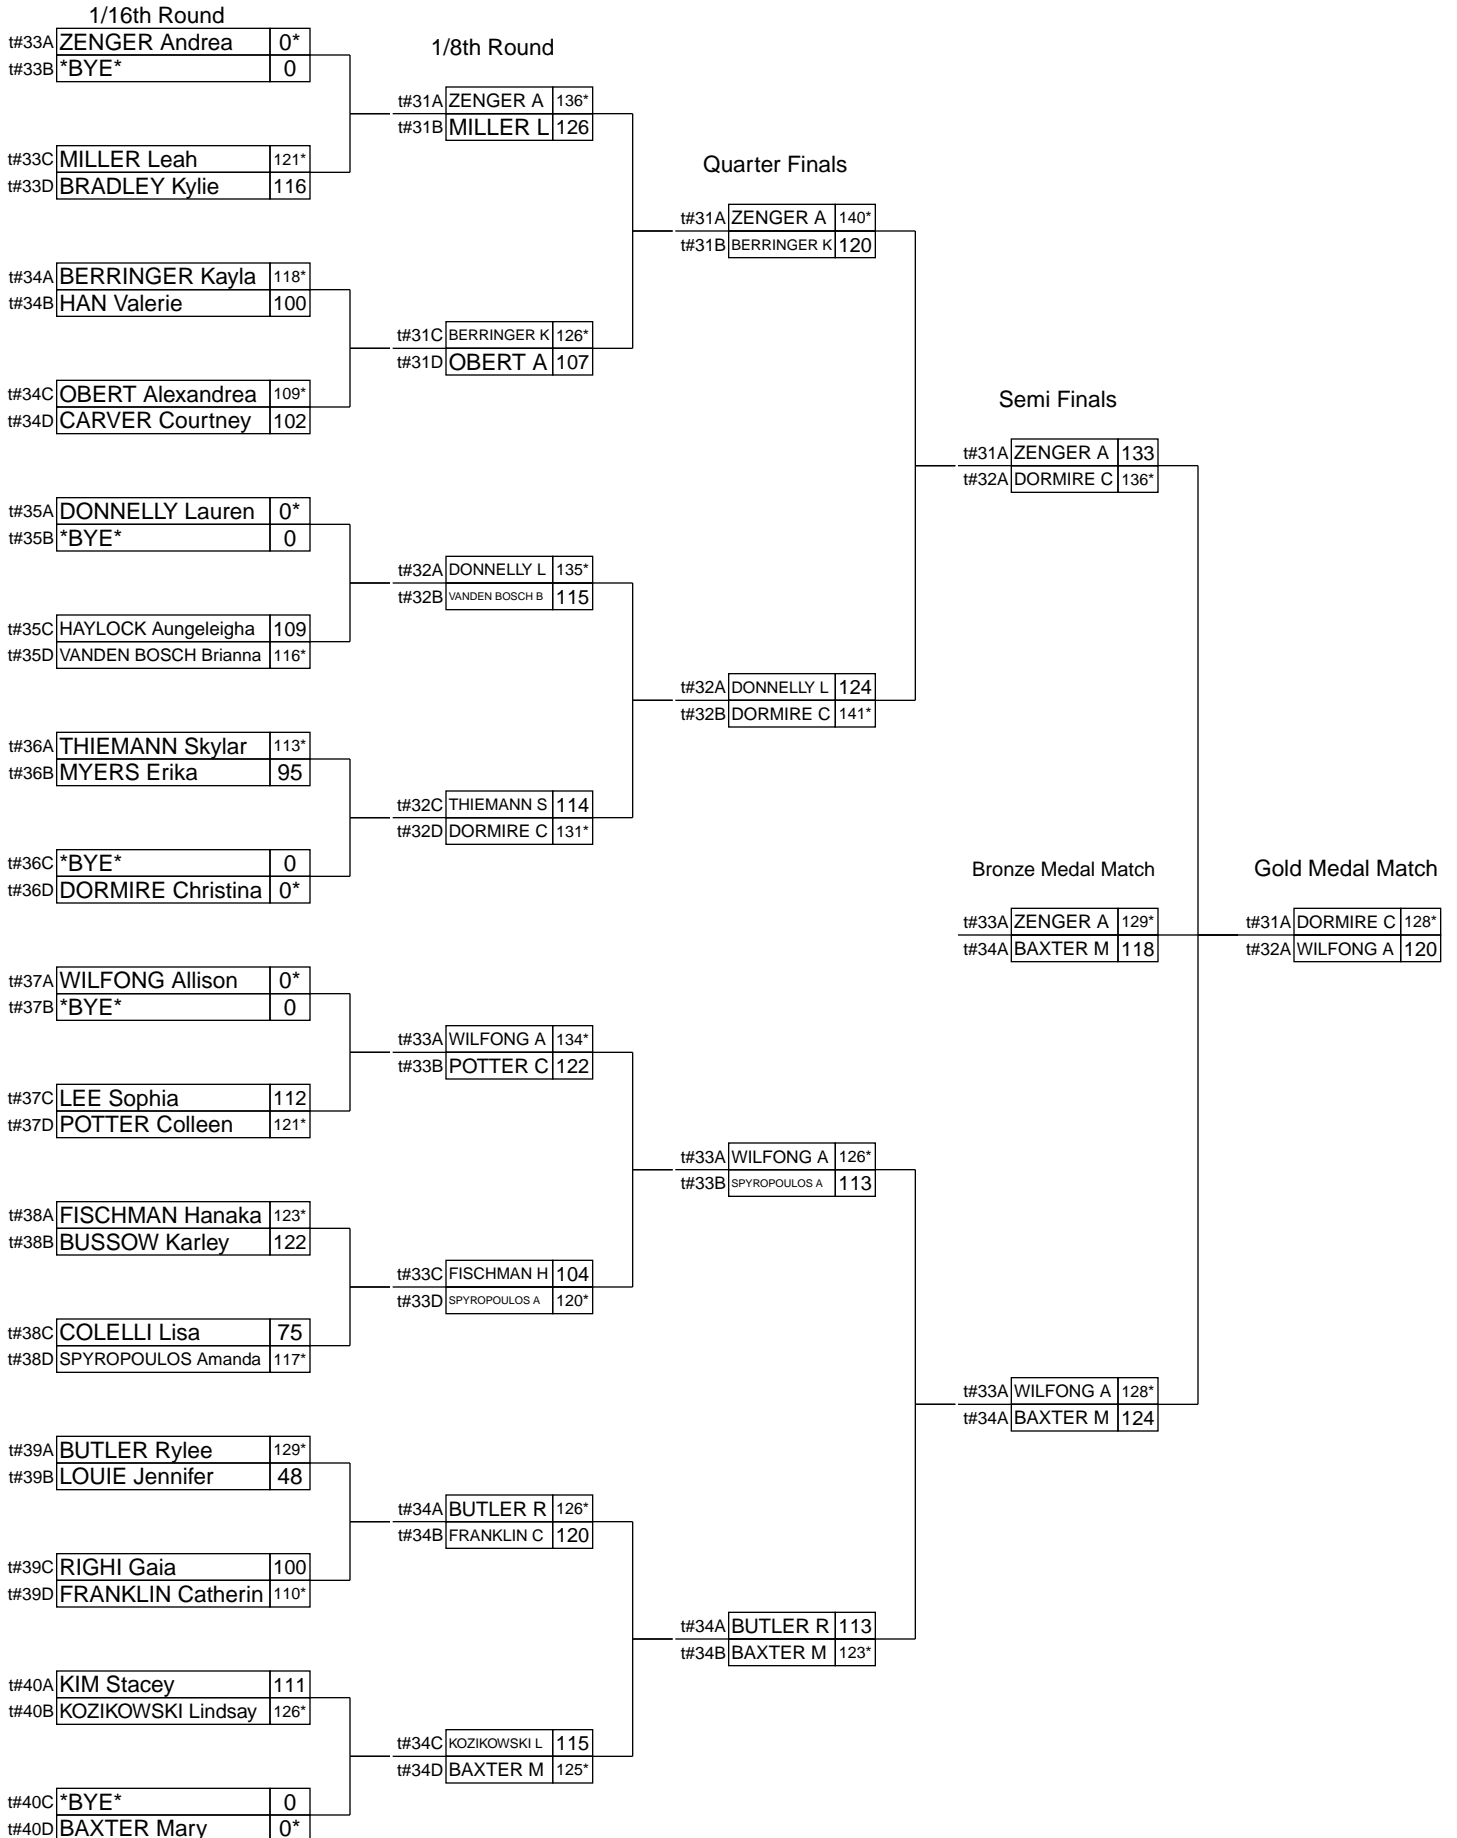 1/16th Round
t#33A ZENGER Andrea 0*
t#33B *BYE* 0
t#33C MILLER Leah 121*
t#33D BRADLEY Kylie 116
t#34A BERRINGER Kayla 118*
t#34B HAN Valerie 100
t#34C OBERT Alexandrea 109*
t#34D CARVER Courtney 102
t#35A DONNELLY Lauren 0*
t#35B *BYE* 0
t#35C HAYLOCK Aungeleigha 109
t#35D VANDEN BOSCH Brianna 116*
t#36A THIEMANN Skylar 113*
t#36B MYERS Erika 95
t#36C *BYE* 0
t#36D DORMIRE Christina 0*
t#37A WILFONG Allison 0*
t#37B *BYE* 0
t#37C LEE Sophia 112
t#37D POTTER Colleen 121*
t#38A FISCHMAN Hanaka 123*
t#38B BUSSOW Karley 122
t#38C COLELLI Lisa 75
t#38D SPYROPOULOS Amanda 117*
t#39A BUTLER Rylee 129*
t#39B LOUIE Jennifer 48
t#39C RIGHI Gaia 100
t#39D FRANKLIN Catherin 110*
t#40A KIM Stacey 111
t#40B KOZIKOWSKI Lindsay 126*
t#40C *BYE* 0
t#40D BAXTER Mary 0*
1/8th Round
t#31A ZENGER A 136*
t#31B MILLER L 126
t#31C BERRINGER K 126*
t#31D OBERT A 107
t#32A DONNELLY L 135*
t#32B VANDEN BOSCH B 115
t#32C THIEMANN S 114
t#32D DORMIRE C 131*
t#33A WILFONG A 134*
t#33B POTTER C 122
t#33C FISCHMAN H 104
t#33D SPYROPOULOS A 120*
t#34A BUTLER R 126*
t#34B FRANKLIN C 120
t#34C KOZIKOWSKI L 115
t#34D BAXTER M 125*
Quarter Finals
t#31A ZENGER A 140*
t#31B BERRINGER K 120
t#32A DONNELLY L 124
t#32B DORMIRE C 141*
t#33A WILFONG A 126*
t#33B SPYROPOULOS A 113
t#34A BUTLER R 113
t#34B BAXTER M 123*
Semi Finals
t#31A ZENGER A 133
t#32A DORMIRE C 136*
t#33A WILFONG A 128*
t#34A BAXTER M 124
Bronze Medal Match
t#33A ZENGER A 129*
t#34A BAXTER M 118
Gold Medal Match
t#31A DORMIRE C 128*
t#32A WILFONG A 120